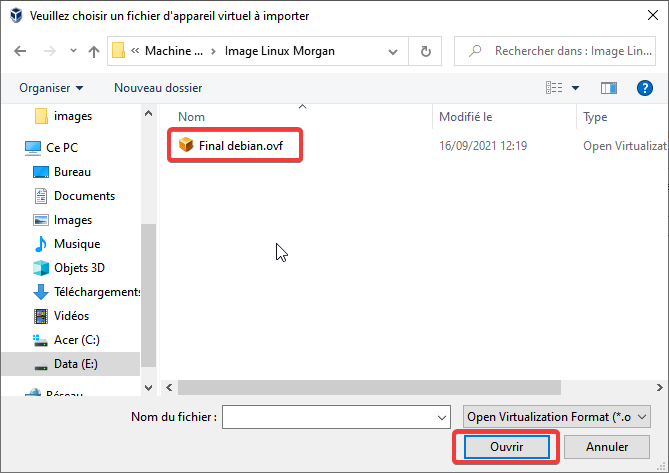 Veuillez choisir un fichier d'appareil virtuel à importer
« Machine ... › Image Linux Morgan
Rechercher dans : Image Lin...
Organiser
Nouveau dossier
?
images
Ce PC
Bureau
Documents
Images
Musique
Objets 3D
Téléchargements
Vidéos
Acer (C:)
Data (E:)
Réseau
Nom
Modifié le
Type
Final debian.ovf
16/09/2021 12:19
Open Virtualizat
Nom du fichier :
Open Virtualization Format (*.o
Ouvrir
Annuler